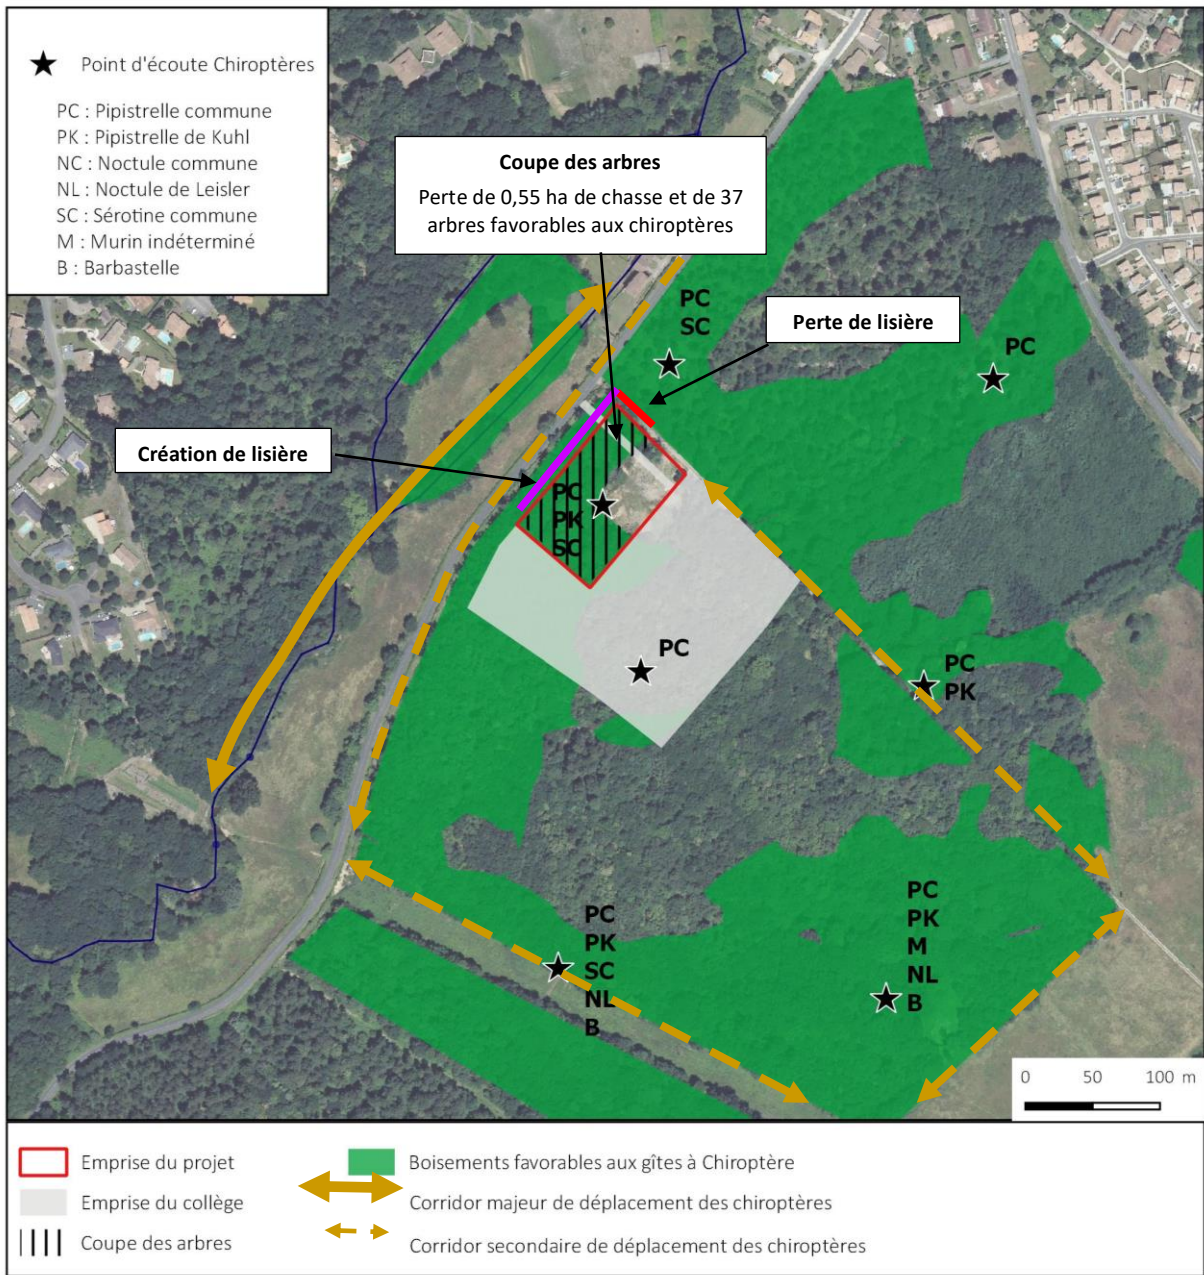 Point d'écoute Chiroptères
PC : Pipistrelle commune
PK : Pipistrelle de Kuhl
NC : Noctule commune
NL : Noctule de Leisler
SC : Sérotine commune
M : Murin indéterminé
B : Barbastelle
Coupe des arbres
Perte de 0,55 ha de chasse et de 37
arbres favorables aux chiroptères
PC
SC
Perte de lisière
PC
Création de lisière
PC
PK
SC
PC
PC
PK
PC
PK
SC
NL
B
PC
PK
M
NL
B
0 50 100 m
Emprise du projet
Emprise du collège
Coupe des arbres
Boisements favorables aux gîtes à Chiroptère
Corridor majeur de déplacement des chiroptères
Corridor secondaire de déplacement des chiroptères